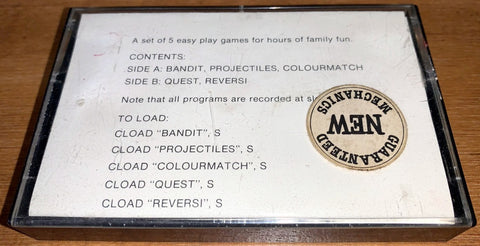 A set of 5 easy play games for hours of family fun.
CONTENTS:
SIDE A: BANDIT, PROJECTILES, COLOURMATCH
SIDE B: QUEST, REVERSI
Note that all programs are recorded at
TO LOAD:
CLOAD "BANDIT", S
CLOAD "PROJECTILES", S
CLOAD "COLOURMATCH", S
CLOAD "QUEST", S
CLOAD "REVERSI", S
GUARANTEED
NEW
MECHANICS